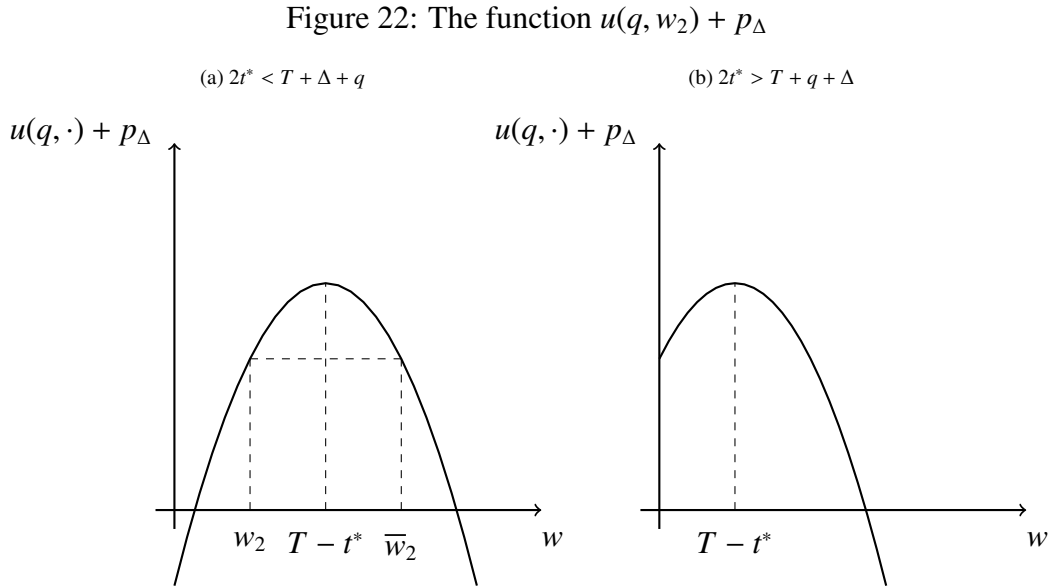 Figure 22: The function u(q, w₂) + p_Δ
(a) 2t* < T + Δ + q
(b) 2t* > T + q + Δ
u(q, ·) + p_Δ
u(q, ·) + p_Δ
w₂ T − t* w̅₂ w
T − t* w